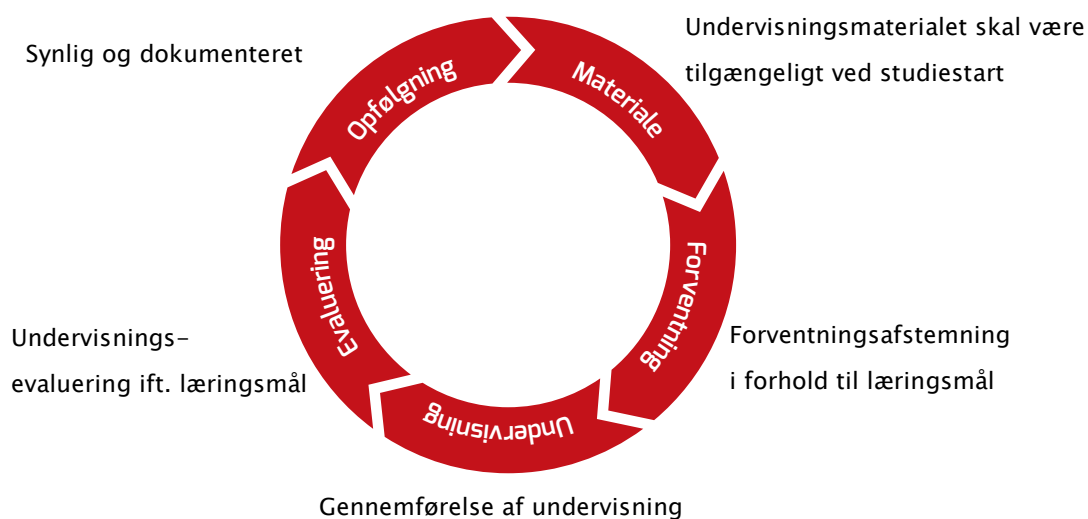 Synlig og dokumenteret
Opfølgning
Materiale
Undervisningsmaterialet skal være
tilgængeligt ved studiestart
Forventning
Forventningsafstemning
i forhold til læringsmål
Undervisning
Gennemførelse af undervisning
Evaluering
Undervisnings-
evaluering ift. læringsmål